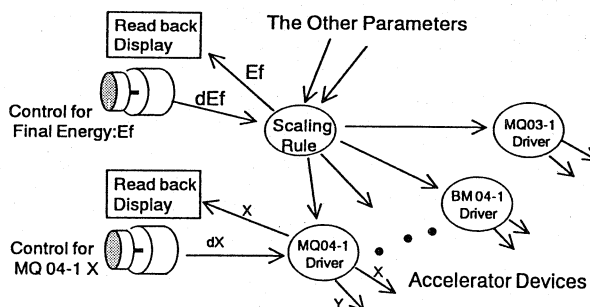 Read back
Display
The Other Parameters
Ef
dEf
Control for
Final Energy:Ef
Scaling
Rule
MQ03-1
Driver
Read back
Display
BM 04-1
Driver
X
Control for
MQ 04-1 X
dX
MQ04-1
Driver
X
Y
Accelerator Devices